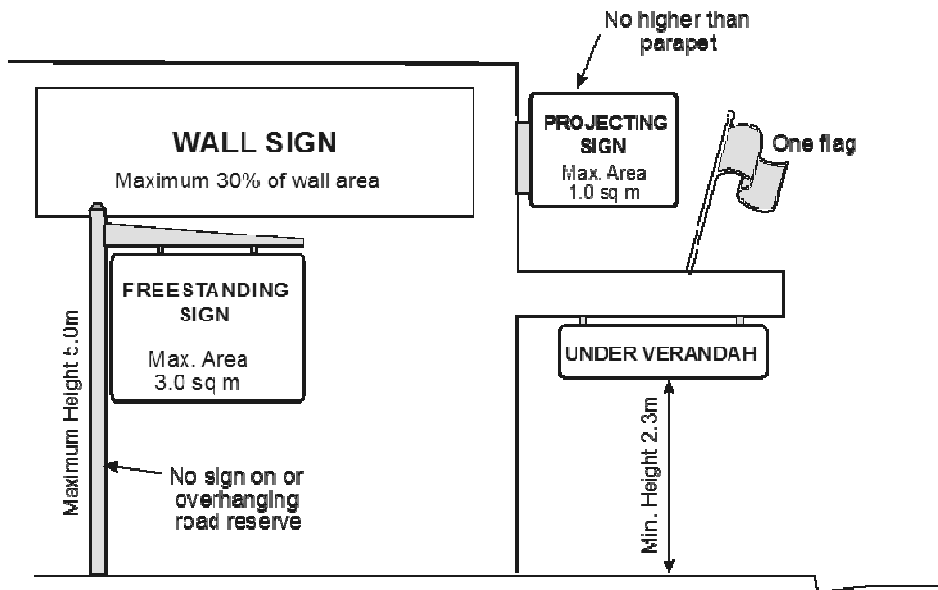 No higher than
parapet
WALL SIGN
Maximum 30% of wall area
PROJECTING
SIGN
Max. Area
1.0 sq m
One flag
FREESTANDING
SIGN
Max. Area
3.0 sq m
Maximum Height 5.0m
No sign on or
overhanging
road reserve
UNDER VERANDAH
Min. Height 2.3m